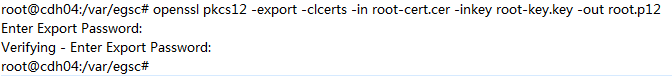 root@cdh04:/var/egsc# openssl pkcs12 -export -clcerts -in root-cert.cer -inkey root-key.key -out root.p12
Enter Export Password:
Verifying - Enter Export Password:
root@cdh04:/var/egsc#